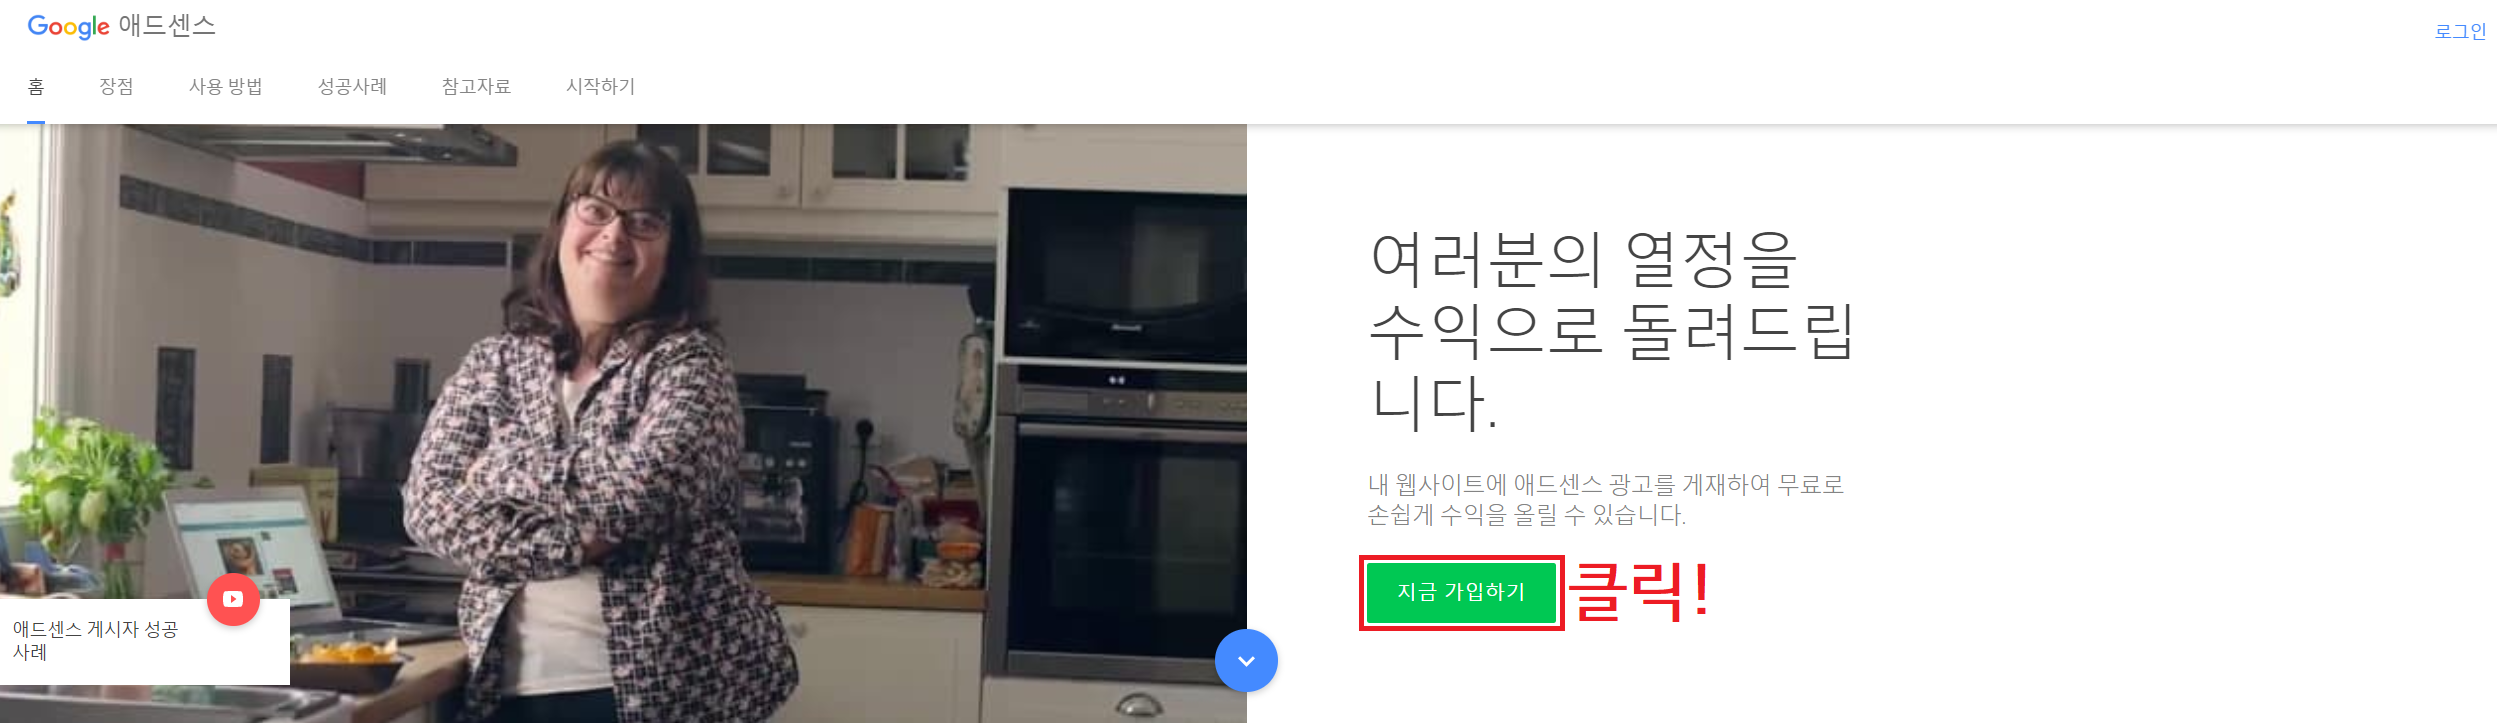 Google 애드센스
로그인
홈 장점 사용 방법 성공사례 참고자료 시작하기
여러분의 열정을
수익으로 돌려드립
니다.
내 웹사이트에 애드센스 광고를 게재하여 무료로
손쉽게 수익을 올릴 수 있습니다.
지금 가입하기 클릭!
애드센스 게시자 성공
사례